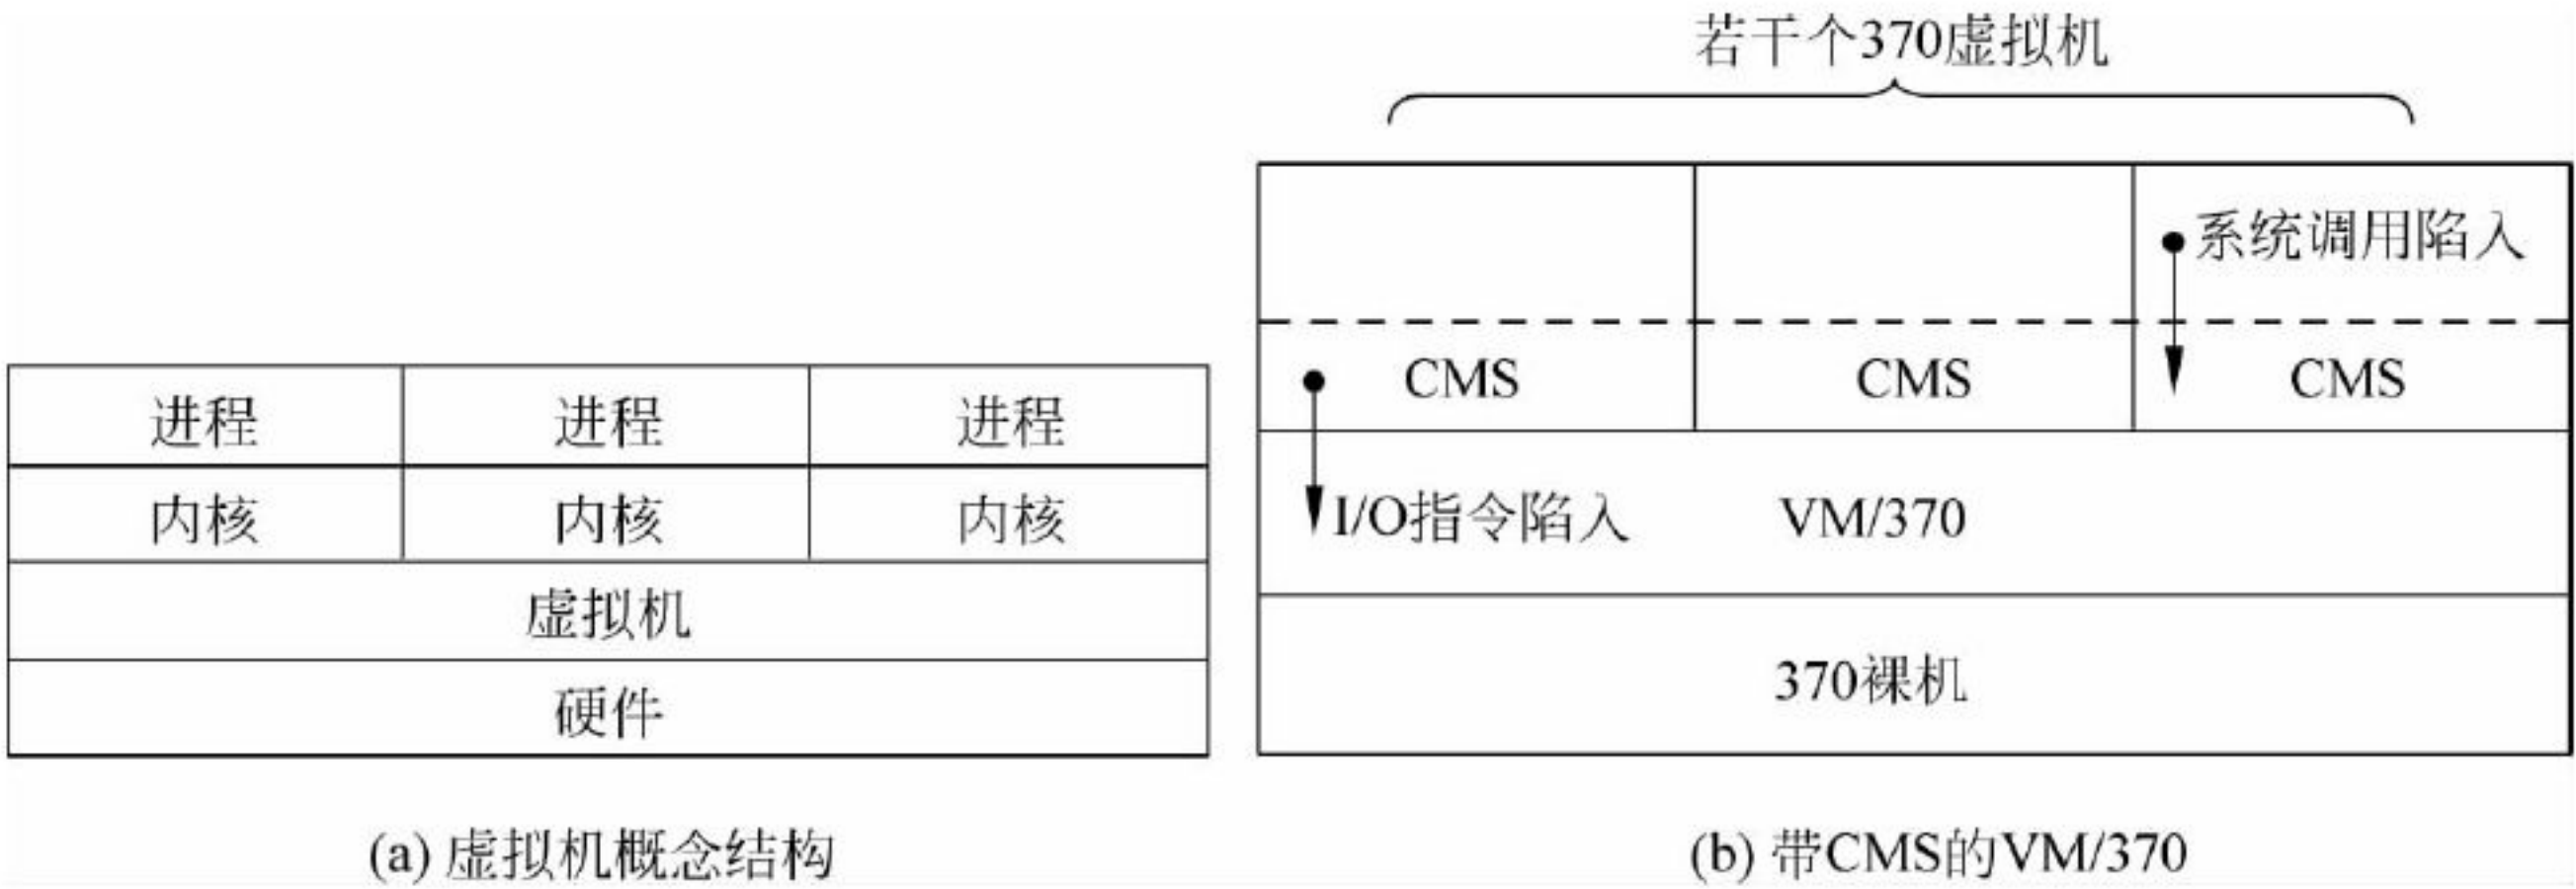 若干个370虚拟机
系统调用陷入
CMS CMS CMS
I/O指令陷入 VM/370
370裸机
进程 进程 进程
内核 内核 内核
虚拟机
硬件
(a) 虚拟机概念结构
(b) 带CMS的VM/370